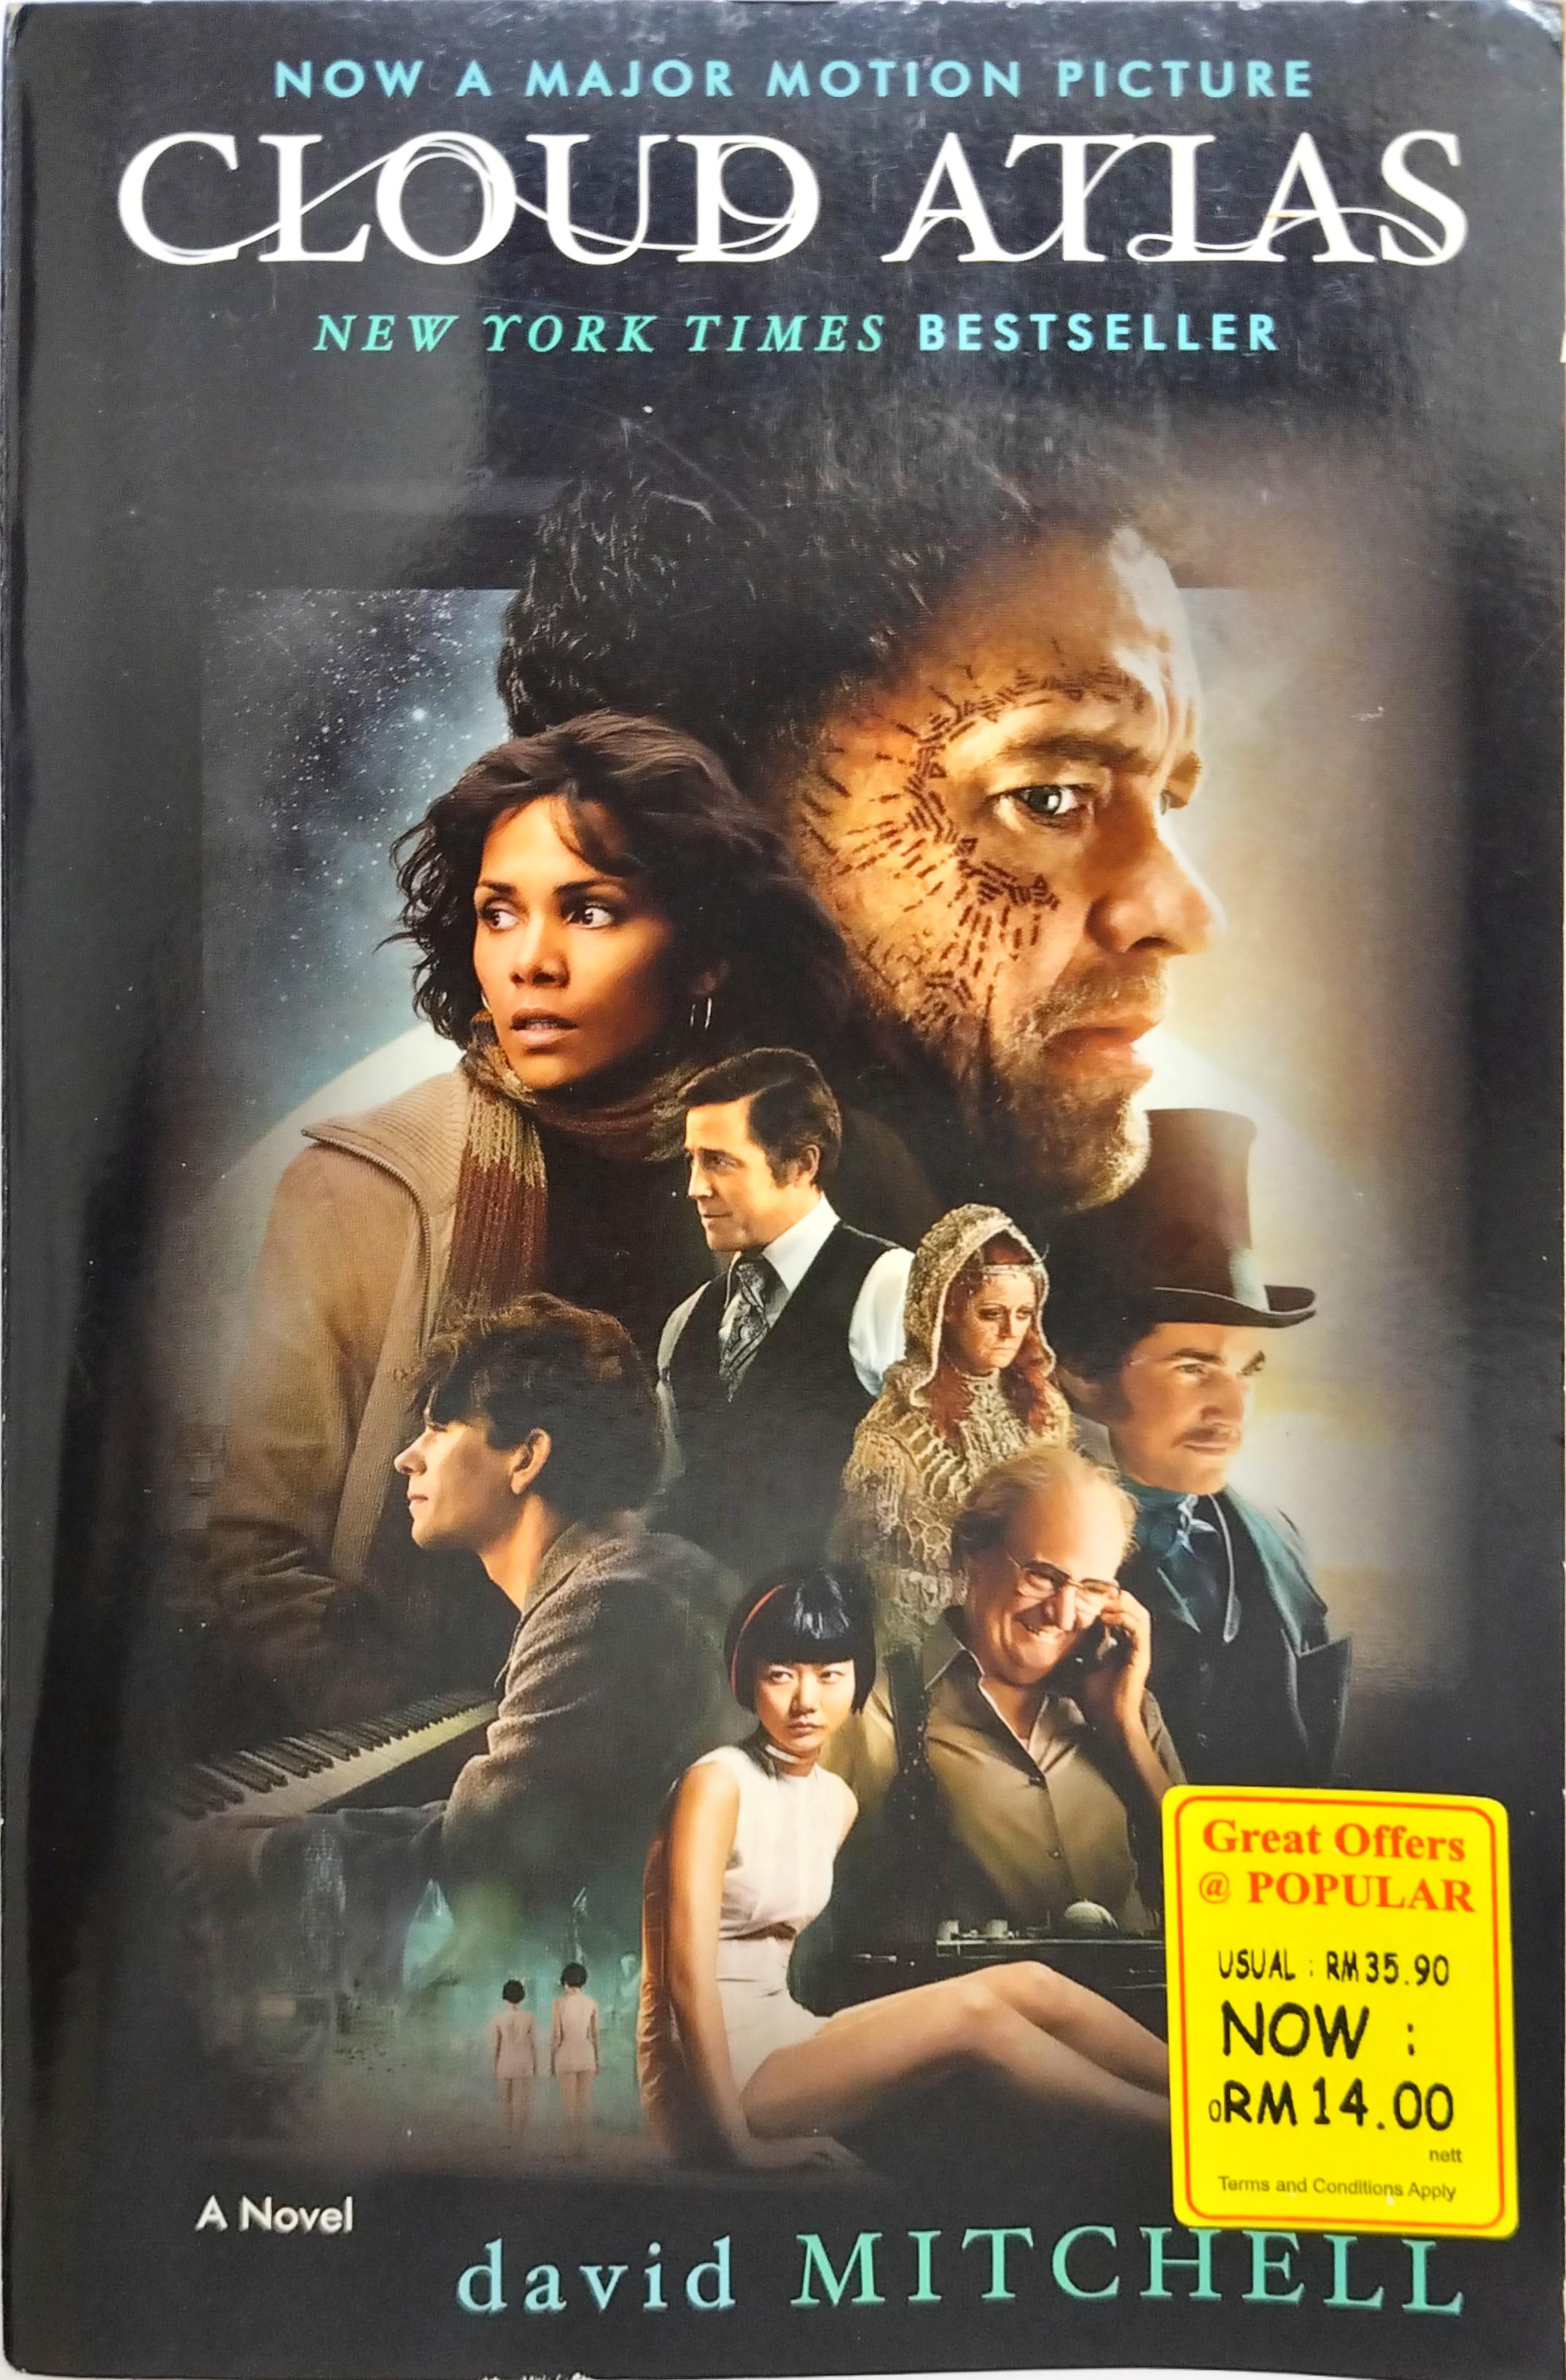 NOW A MAJOR MOTION PICTURE
CLOUD ATLAS
NEW YORK TIMES BESTSELLER
Great Offers
@ POPULAR
USUAL : RM35.90
NOW :
0RM14.00
nett
Terms and Conditions Apply
A Novel
david MITCHELL